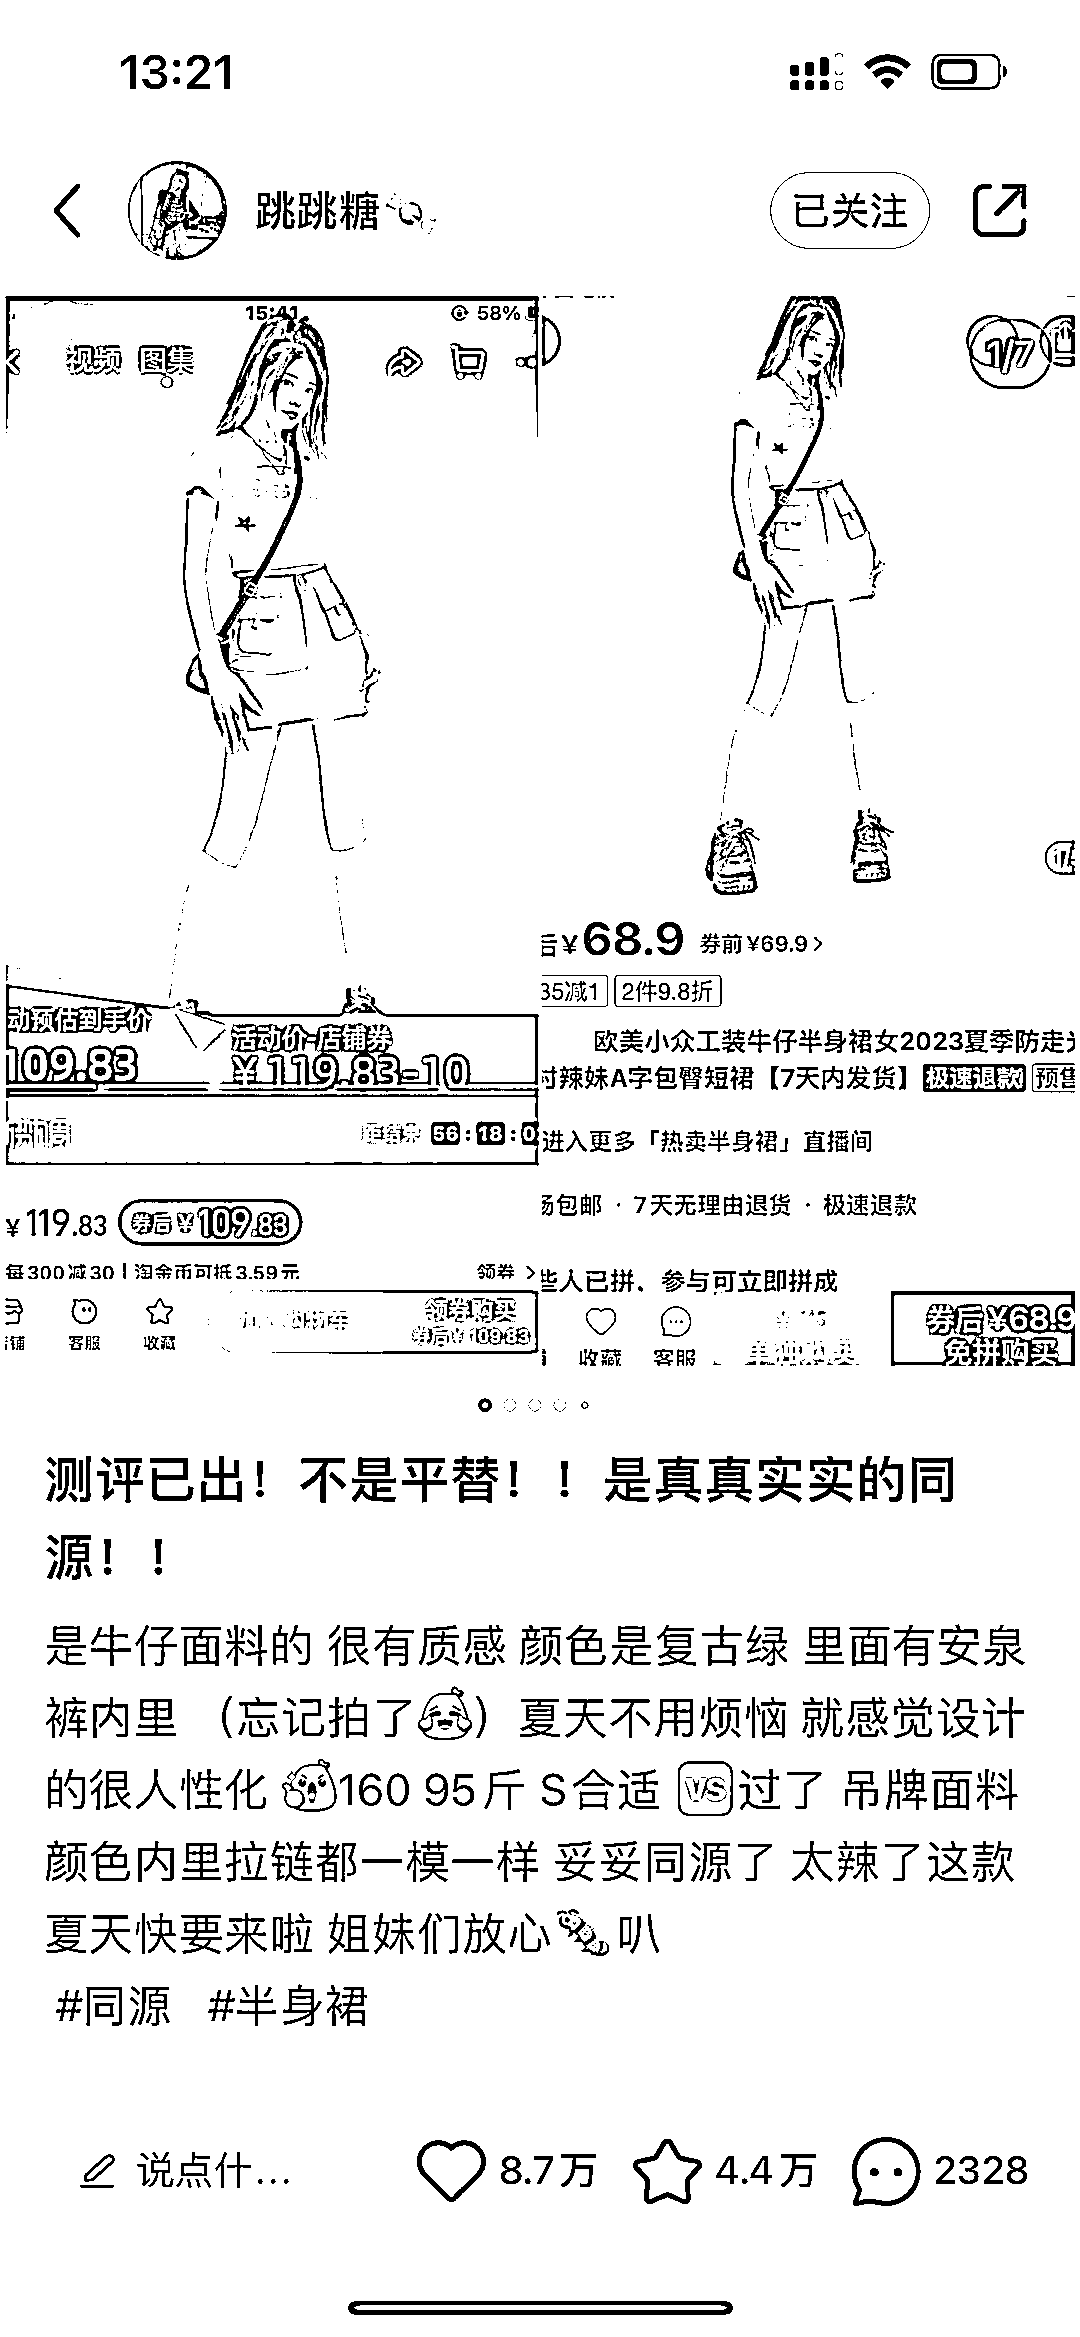 13:21
跳跳糖
已关注
15:41
58%
视频 图集
1/7
动预估到手价
109.83
活动价-店铺券
¥119.83-10
距结束 56:18:0
¥119.83 券后¥109.83
每300减30 | 淘金币可抵3.59元 领券 >
客服
收藏
领券购买
券后¥109.83
后¥68.9 券前¥69.9 >
35减1 2件9.8折
欧美小众工装牛仔半身裙女2023夏季防走光
时辣妹A字包臀短裙【7天内发货】 极速退款 预售
进入更多「热卖半身裙」直播间
包邮 · 7天无理由退货 · 极速退款
些人已拼，参与可立即拼成
收藏
客服
单独购买
券后¥68.9
免拼购买
测评已出！不是平替！！是真真实实的同
源！！
是牛仔面料的 很有质感 颜色是复古绿 里面有安泉
裤内里 （忘记拍了）夏天不用烦恼 就感觉设计
的很人性化 160 95斤 S合适 VS过了 吊牌面料
颜色内里拉链都一模一样 妥妥同源了 太辣了这款
夏天快要来啦 姐妹们放心叭
#同源 #半身裙
说点什...
8.7万
4.4万
2328